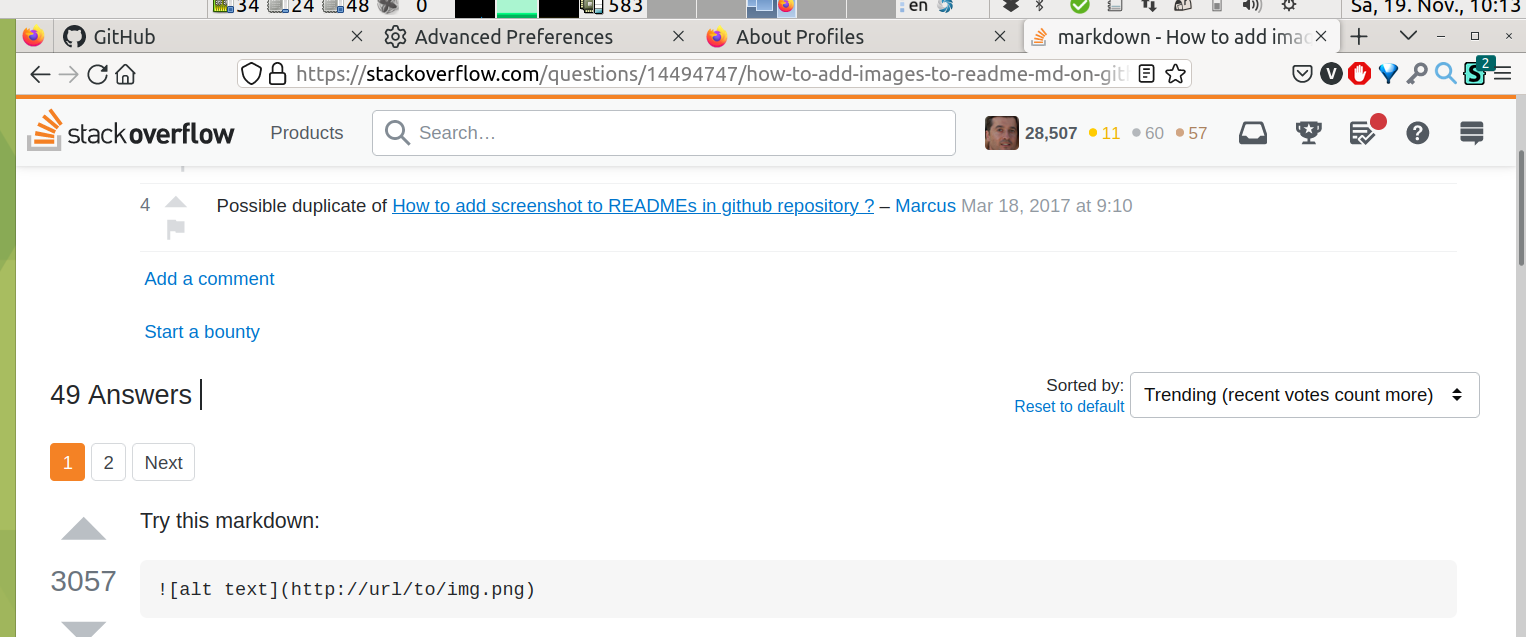 34 24 48 0 583 en Sa, 19. Nov., 10:13
GitHub Advanced Preferences About Profiles markdown - How to add imag
https://stackoverflow.com/questions/14494747/how-to-add-images-to-readme-md-on-git V S 2
stackoverflow Products Search… 28,507 11 60 57
4 Possible duplicate of How to add screenshot to READMEs in github repository ? – Marcus Mar 18, 2017 at 9:10
Add a comment
Start a bounty
49 Answers
Sorted by:
Reset to default
Trending (recent votes count more)
1 2 Next
Try this markdown:
3057
![alt text](http://url/to/img.png)